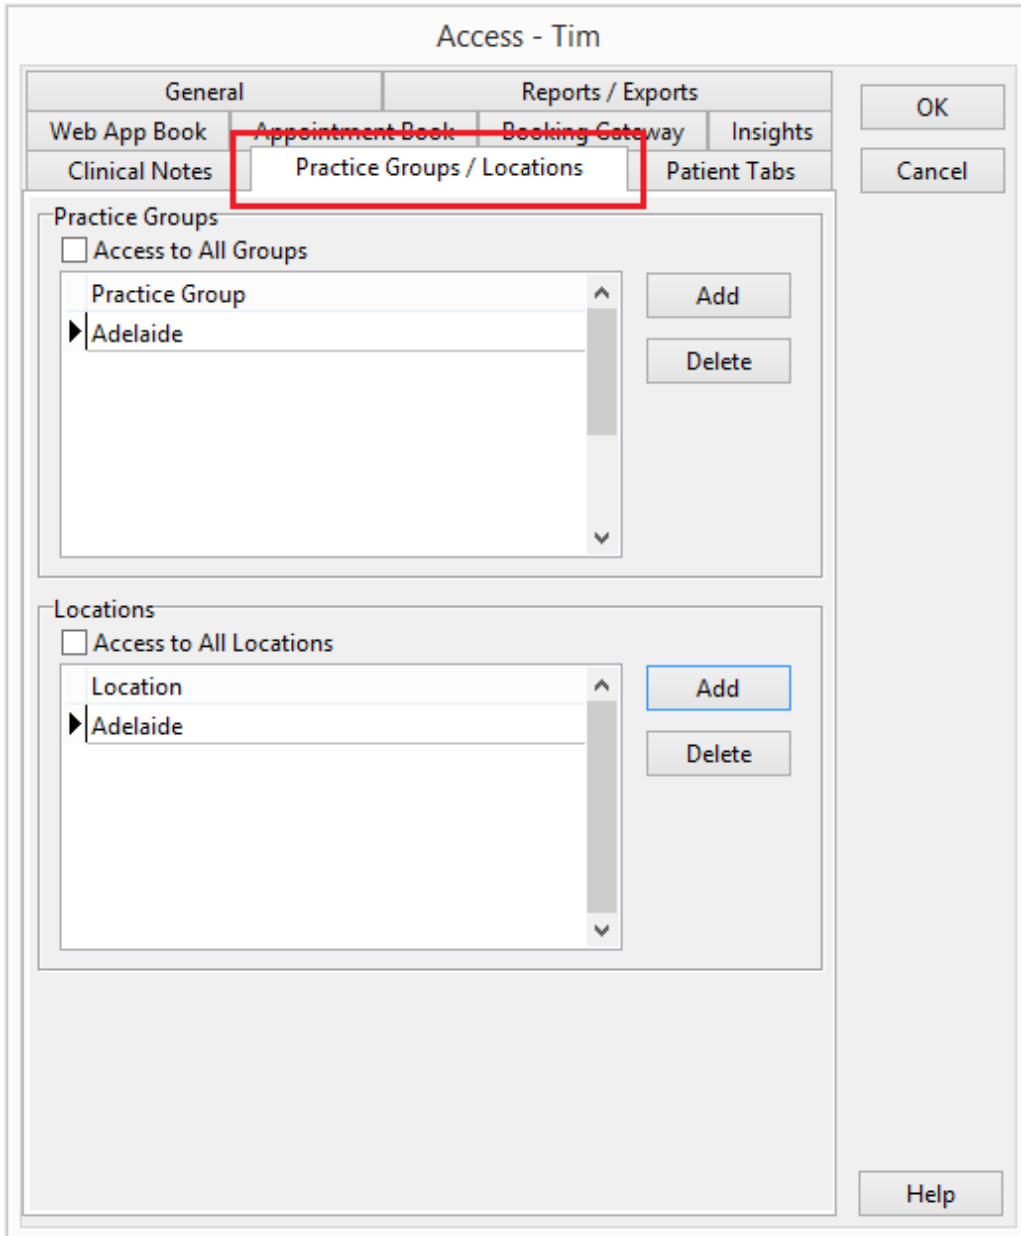 Access - Tim
General Reports / Exports
Web App Book Appointment Book Booking Gateway Insights
Clinical Notes Practice Groups / Locations Patient Tabs
OK
Cancel
Practice Groups
Access to All Groups
Practice Group
Adelaide
Add
Delete
Locations
Access to All Locations
Location
Adelaide
Add
Delete
Help